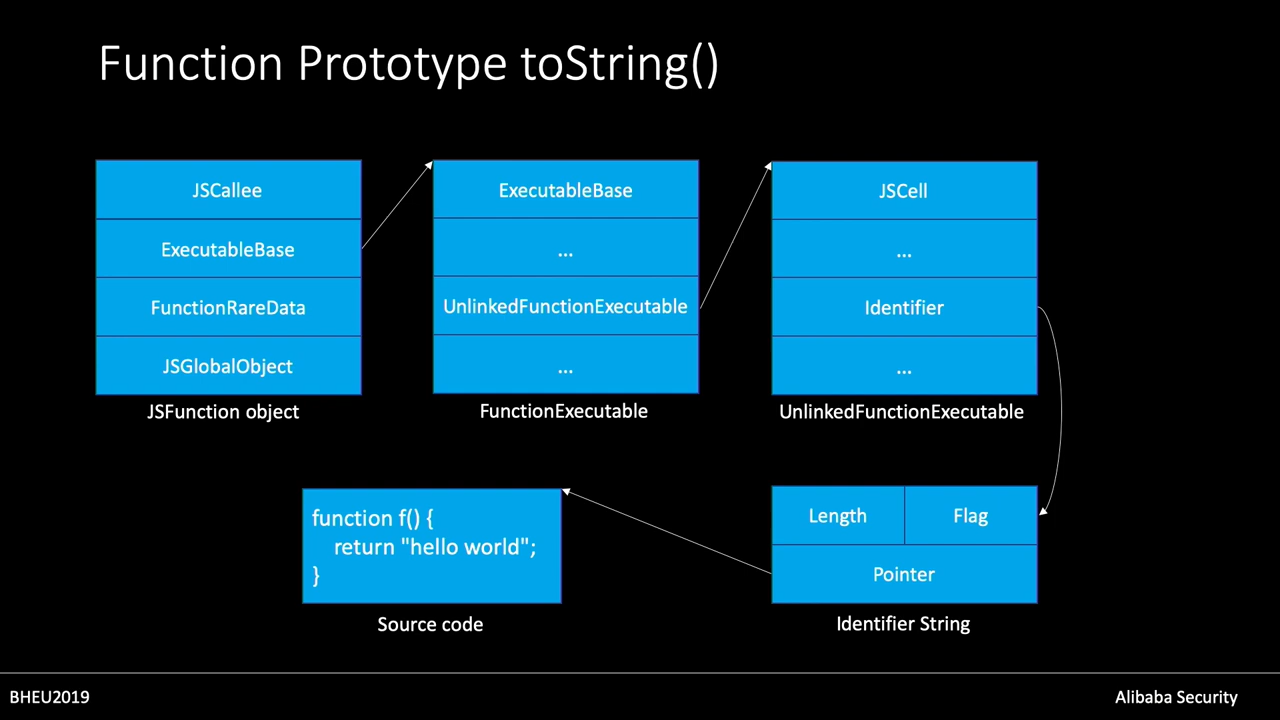 Function Prototype toString()
JSCallee
ExecutableBase
FunctionRareData
JSGlobalObject
JSFunction object
ExecutableBase
...
UnlinkedFunctionExecutable
...
FunctionExecutable
JSCell
...
Identifier
...
UnlinkedFunctionExecutable
function f() {
return "hello world";
}
Source code
Length Flag
Pointer
Identifier String
BHEU2019
Alibaba Security